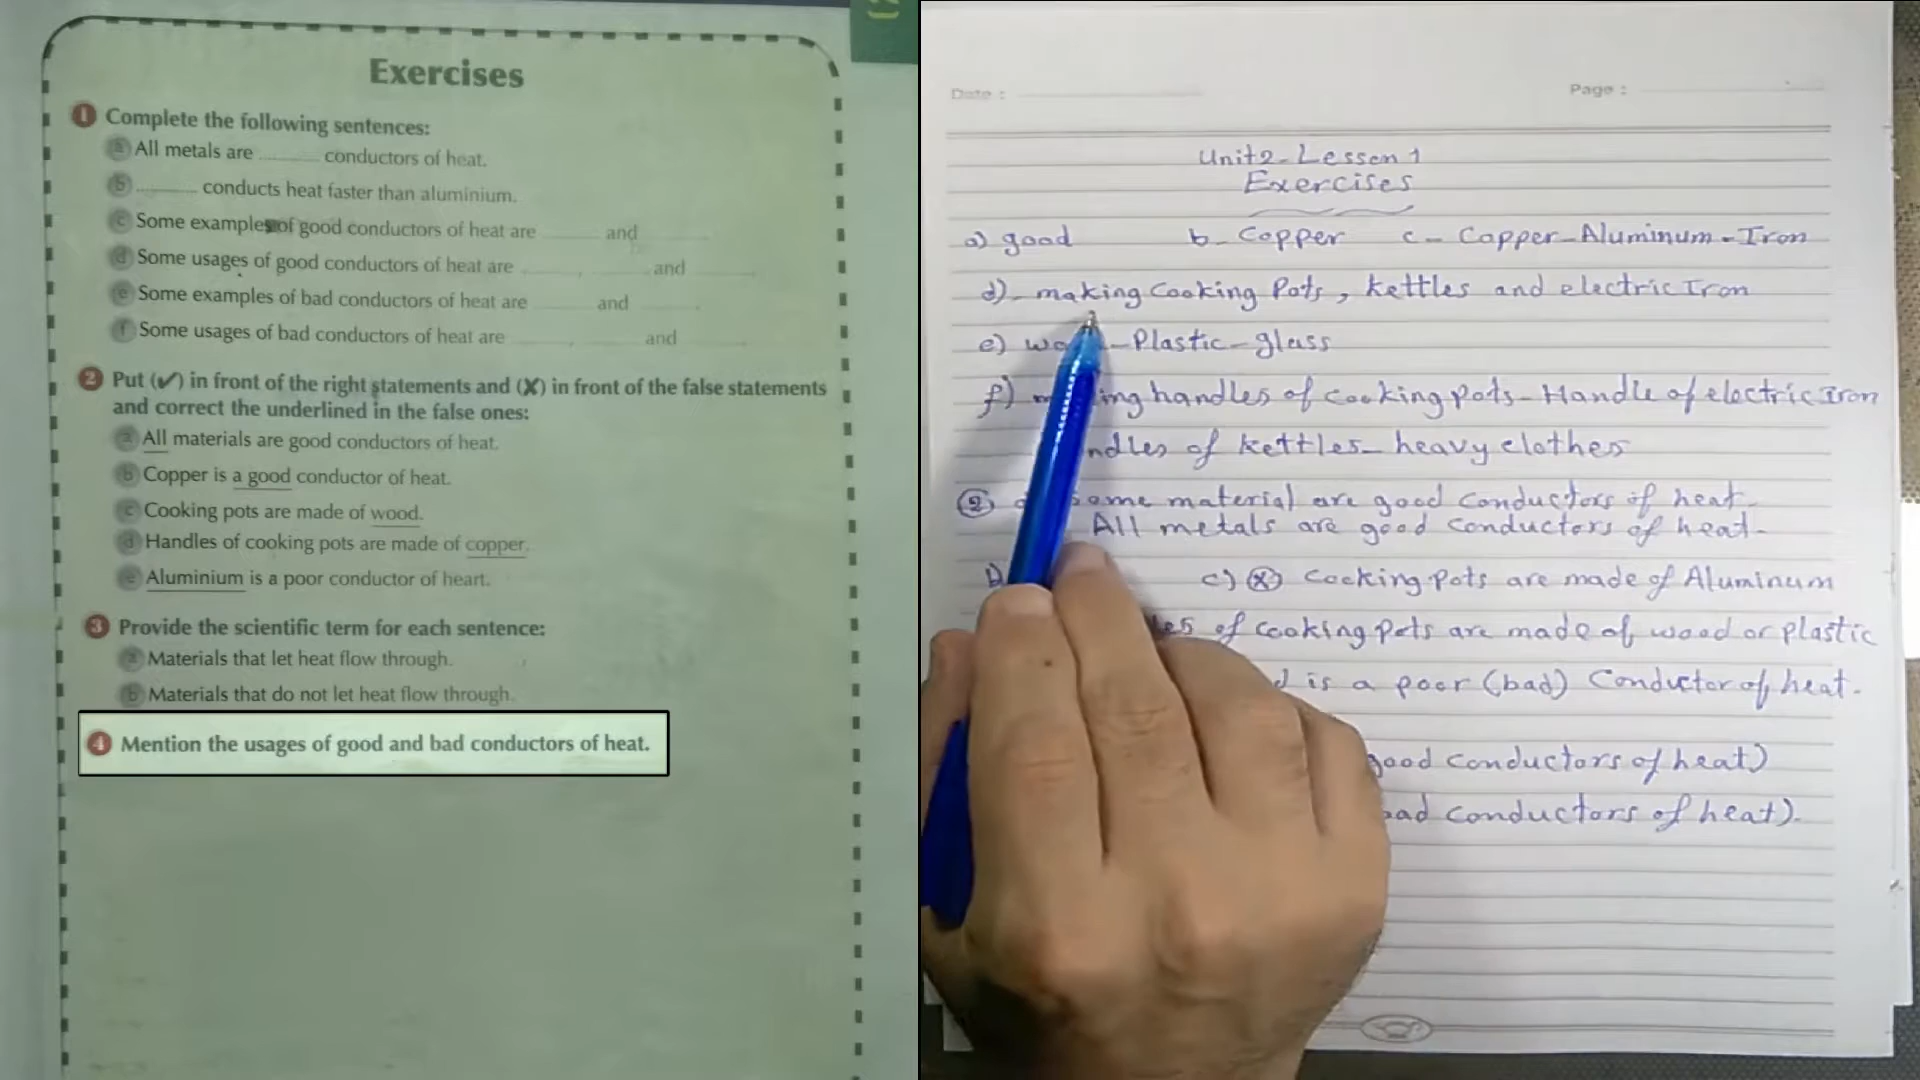 Exercises
1 Complete the following sentences:
a All metals are .......... conductors of heat.
b .......... conducts heat faster than aluminium.
c Some examples of good conductors of heat are .......... and ..........
d Some usages of good conductors of heat are .........., .......... and ..........
e Some examples of bad conductors of heat are .......... and ..........
f Some usages of bad conductors of heat are .........., .......... and ..........
2 Put (✔) in front of the right statements and (✘) in front of the false statements
and correct the underlined in the false ones:
a All materials are good conductors of heat.
b Copper is a good conductor of heat.
c Cooking pots are made of wood.
d Handles of cooking pots are made of copper.
e Aluminium is a poor conductor of heart.
3 Provide the scientific term for each sentence:
a Materials that let heat flow through.
b Materials that do not let heat flow through.
4 Mention the usages of good and bad conductors of heat.
Date :
Page :
Unit2-Lesson 1
Exercises
a) good b- Copper c- Copper-Aluminum-Iron
d)- making Cooking Pots, kettles and electric Iron
e) -Plastic-glass
f) handles of cooking pots-Handle of electric Iron
of kettles- heavy clothes
② some material are good conductors of heat-
All metals are good conductors of heat-
c) ⓧ Cooking pots are made of Aluminum
of cooking pots are made of wood or plastic
is a poor (bad) Conductor of heat.
good conductors of heat)
conductors of heat).